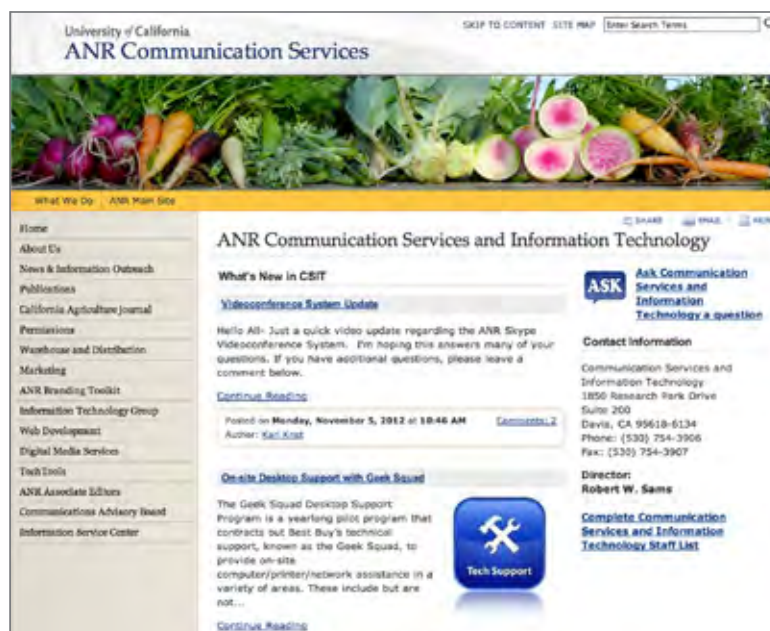 University of California
ANR Communication Services
SKIP TO CONTENT SITE MAP Enter Search Terms
What We Do ANR Main Site
SHARE EMAIL
Home
About Us
News & Information Outreach
Publications
California Agriculture Journal
Permissions
Warehouse and Distribution
Marketing
ANR Branding Toolkit
Information Technology Group
Web Development
Digital Media Services
Tech Tools
ANR Associate Editors
Communications Advisory Board
Information Service Center
ANR Communication Services and Information Technology
What's New in CSIT
Videoconference System Update
Hello All- Just a quick video update regarding the ANR Skype
Videoconference System. I'm hoping this answers many of your
questions. If you have additional questions, please leave a
comment below.
Continue Reading
Posted on Monday, November 5, 2012 at 10:46 AM Comments: 2
Author: Karl Krist
On-site Desktop Support with Geek Squad
The Geek Squad Desktop Support
Program is a yearlong pilot program that
contracts out Best Buy's technical
support, known as the Geek Squad, to
provide on-site
computer/printer/network assistance in a
variety of areas. These include but are
not...
Tech Support
Continue Reading
ASK
Ask Communication
Services and
Information
Technology a question
Contact Information
Communication Services and
Information Technology
1850 Research Park Drive
Suite 200
Davis, CA 95618-6134
Phone: (530) 754-3906
Fax: (530) 754-3907
Director:
Robert W. Sams
Complete Communication
Services and Information
Technology Staff List